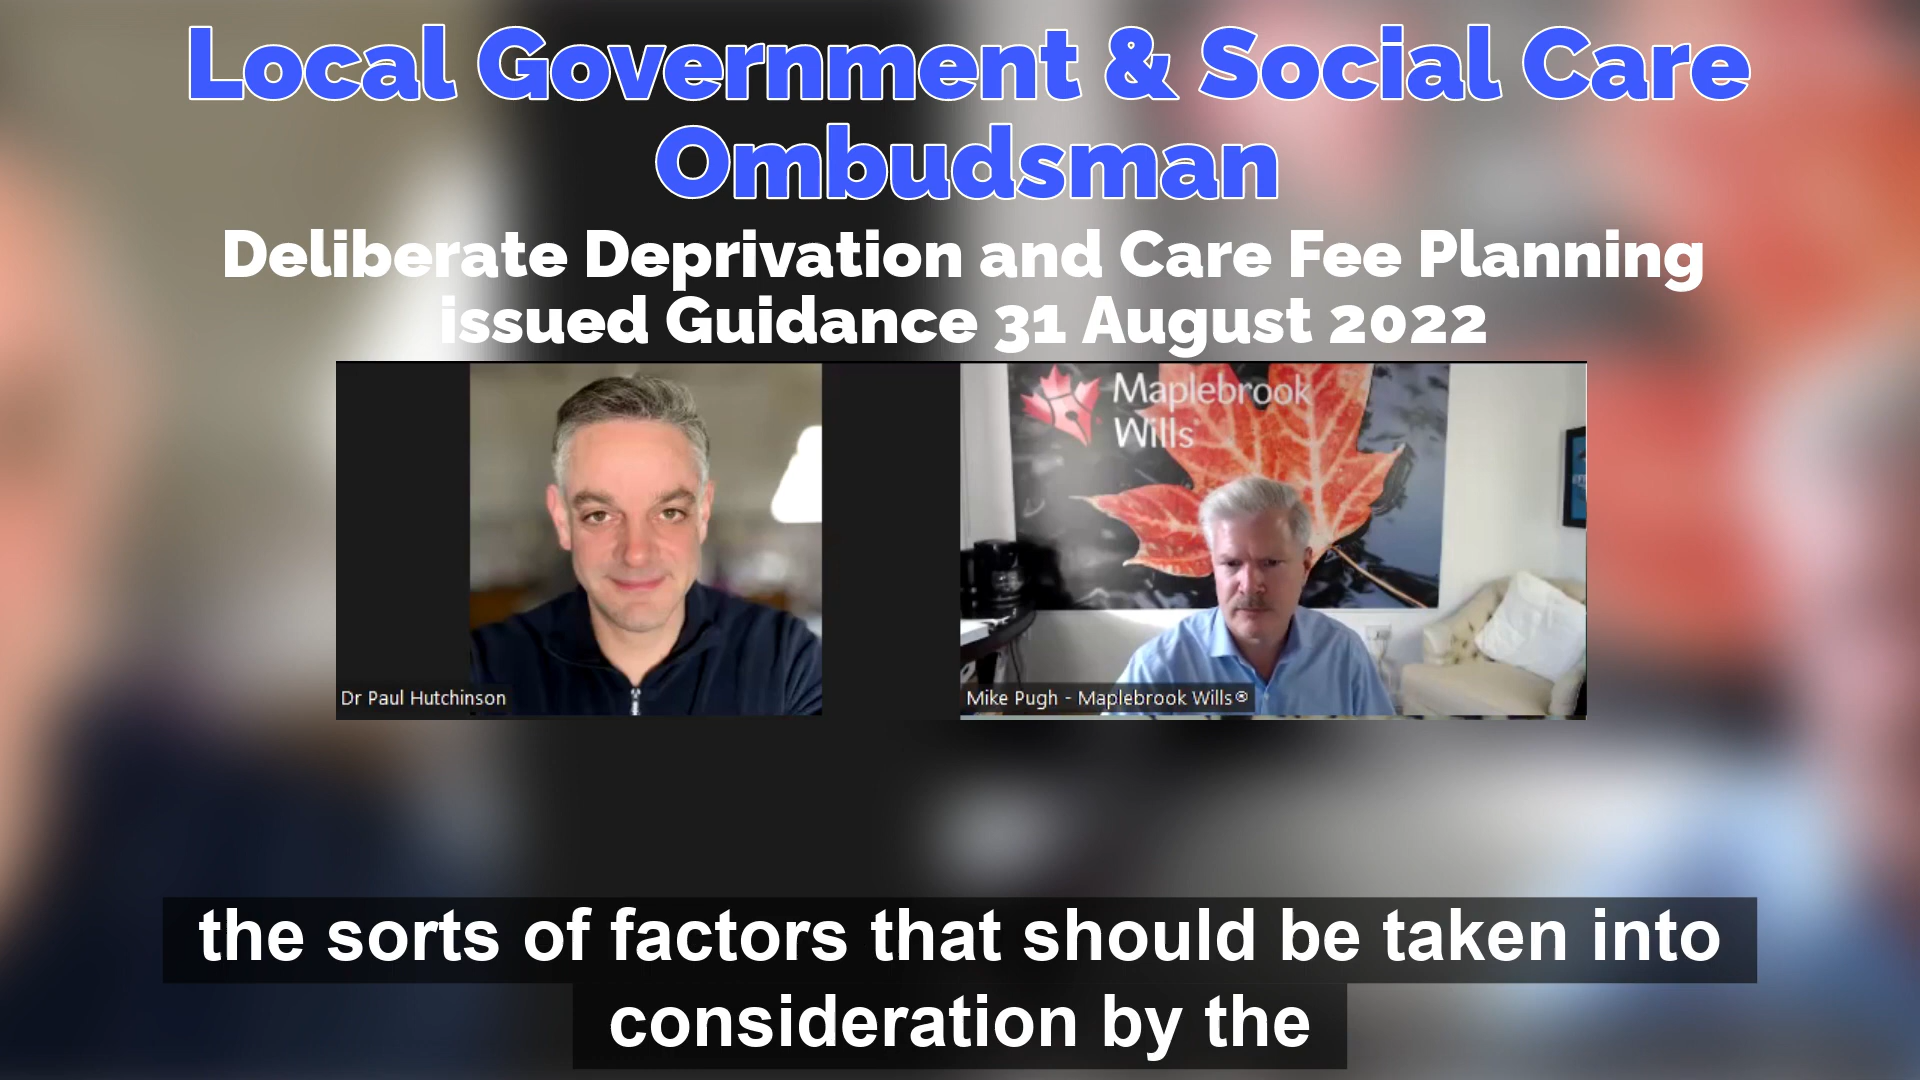 Local Government & Social Care
Ombudsman
Deliberate Deprivation and Care Fee Planning
issued Guidance 31 August 2022
Maplebrook
Wills
Dr Paul Hutchinson
Mike Pugh - Maplebrook Wills®
the sorts of factors that should be taken into
consideration by the